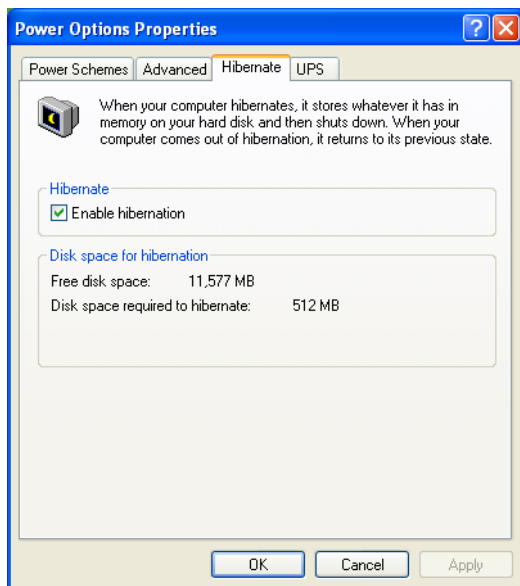 Power Options Properties
Power Schemes Advanced Hibernate UPS
When your computer hibernates, it stores whatever it has in
memory on your hard disk and then shuts down. When your
computer comes out of hibernation, it returns to its previous state.
Hibernate
Enable hibernation
Disk space for hibernation
Free disk space: 11,577 MB
Disk space required to hibernate: 512 MB
OK Cancel Apply